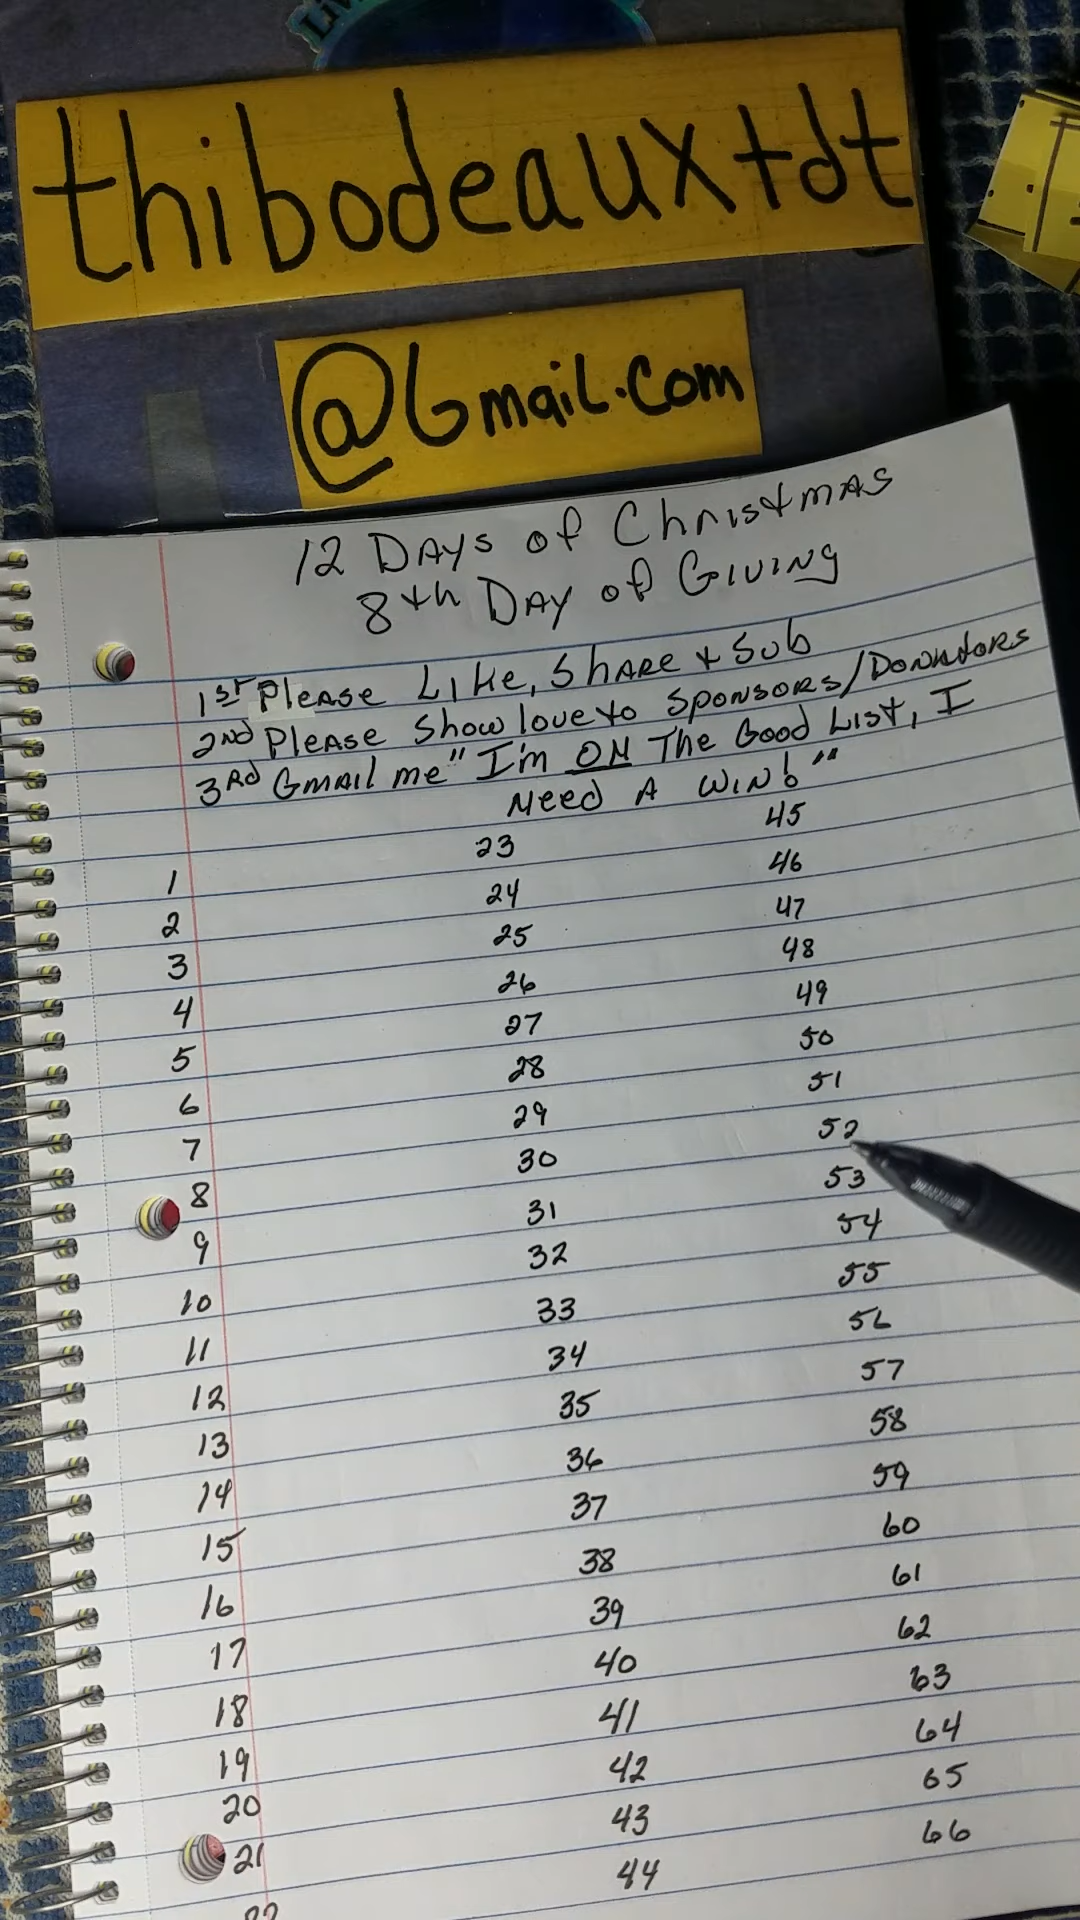 Liv
thibodeauxtdt
@Gmail.com
12 DAYS of ChristmAS
8th DAY of GIVING
1st PLEASE LIKE, SHARE + Sub
2nd PLEASE Show love to SPONSORS/DONATORS
3RD GMAIL me "I'm ON The Good LIST, I
Need A WIN!"
1 23 45
2 24 46
3 25 47
4 26 48
5 27 49
6 28 50
7 29 51
8 30 52
9 31 53
10 32 54
11 33 55
12 34 56
13 35 57
14 36 58
15 37 59
16 38 60
17 39 61
18 40 62
19 41 63
20 42 64
21 43 65
22 44 66